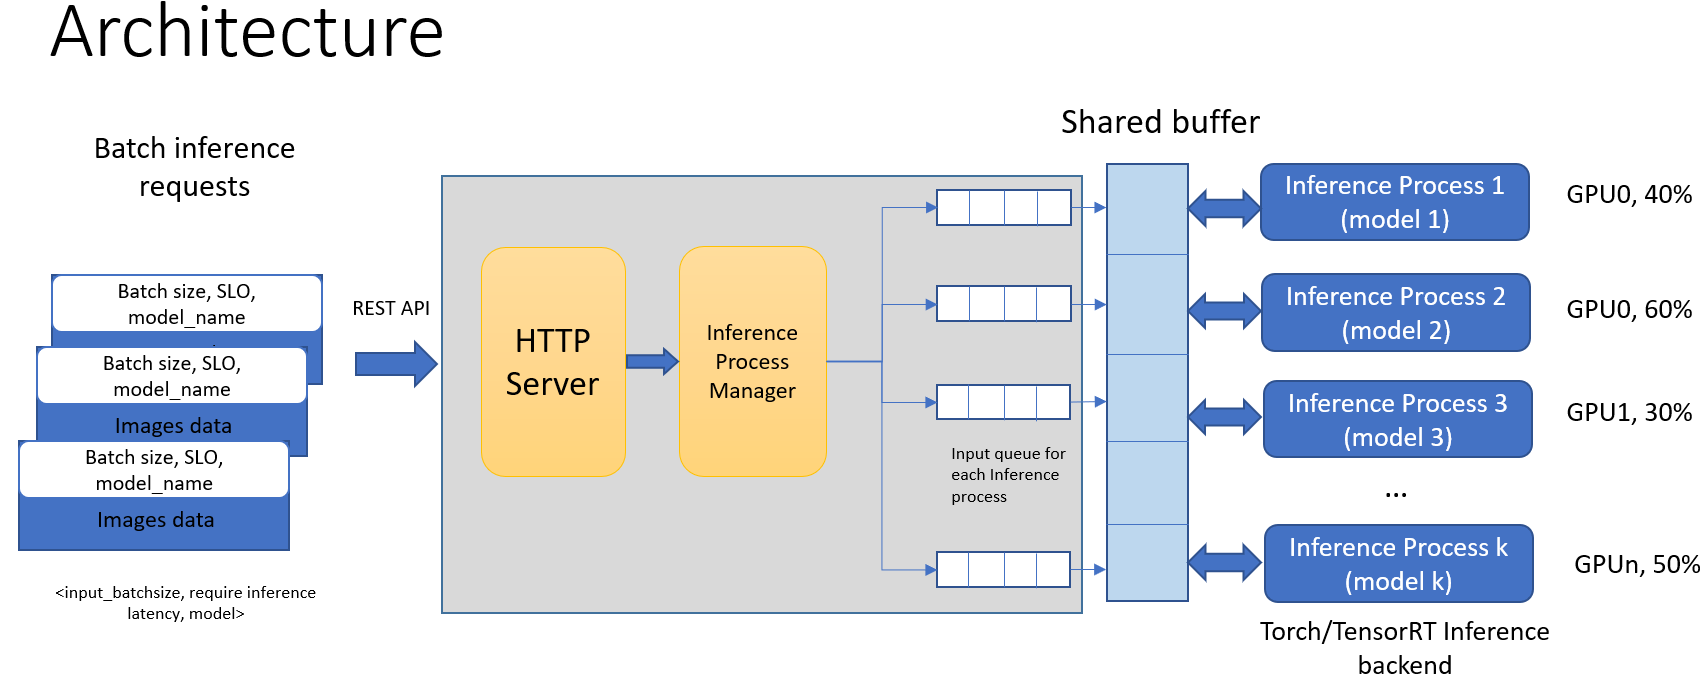 Architecture
Batch inference
requests
Batch size, SLO,
model_name
Batch size, SLO,
model_name
Images data
Batch size, SLO,
model_name
Images data
<input_batchsize, require inference
latency, model>
REST API
HTTP
Server
Inference
Process
Manager
Input queue for
each Inference
process
Shared buffer
Inference Process 1
(model 1)
GPU0, 40%
Inference Process 2
(model 2)
GPU0, 60%
Inference Process 3
(model 3)
GPU1, 30%
...
Inference Process k
(model k)
GPUn, 50%
Torch/TensorRT Inference
backend